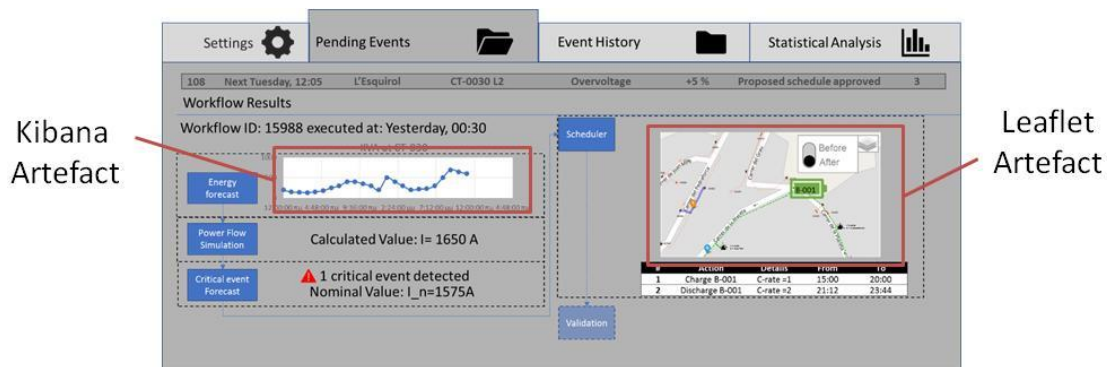 Settings
Pending Events
Event History
Statistical Analysis
108 Next Tuesday, 12:05 L'Esquirol CT-0030 L2 Overvoltage +5 % Proposed schedule approved 3
Workflow Results
Workflow ID: 15988 executed at: Yesterday, 00:30
Kibana
Artefact
Energy
forecast
Power Flow
Simulation
Calculated Value: I= 1650 A
Critical event
Forecast
1 critical event detected
Nominal Value: I_n=1575A
Scheduler
Before
After
B-001
# Action Details From To
1 Charge B-001 C-rate =1 15:00 20:00
2 Discharge B-001 C-rate =2 21:12 23:44
Validation
Leaflet
Artefact